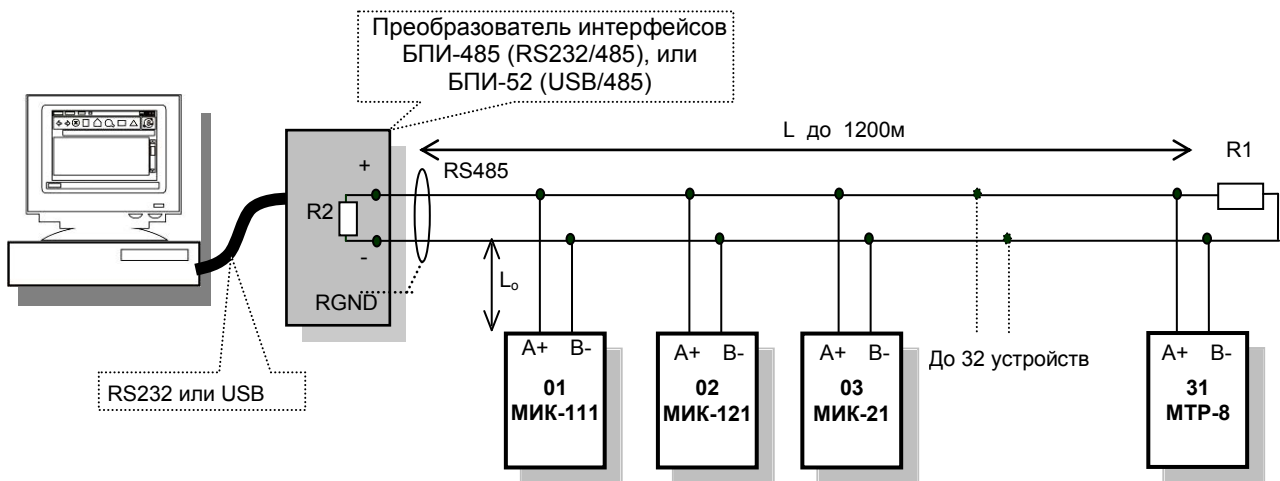 Преобразователь интерфейсов
БПИ-485 (RS232/485), или
БПИ-52 (USB/485)
L до 1200м
R1
+
RS485
R2
-
RGND
Lo
RS232 или USB
A+ B-
01
МИК-111
A+ B-
02
МИК-121
A+ B-
03
МИК-21
До 32 устройств
A+ B-
31
МТР-8